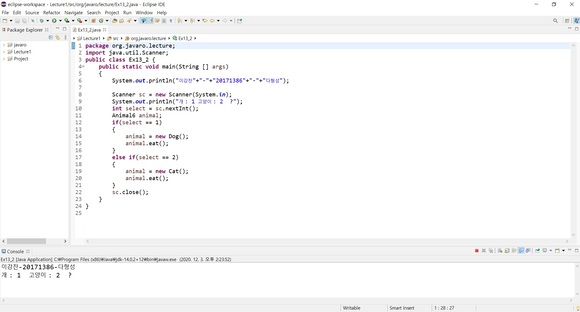 eclipse-workspace - Lecture1/src/org/javaro/lecture/Ex13_2.java - Eclipse IDE
File Edit Source Refactor Navigate Search Project Run Window Help
Package Explorer
Javaro
Lecture1
Project
Ex13_2.java
Lecture1 src org.javaro.lecture Ex13_2
1 package org.javaro.lecture;
2 import java.util.Scanner;
3 public class Ex13_2 {
4 public static void main(String [] args)
5 {
6 System.out.println("이강찬"+"-"+"20171386"+"-"+"다형성");
7
8 Scanner sc = new Scanner(System.in);
9 System.out.println("개 : 1 고양이 : 2 ?");
10 int select = sc.nextInt();
11 Animal6 animal;
12 if(select == 1)
13 {
14 animal = new Dog();
15 animal.eat();
16 }
17 else if(select == 2)
18 {
19 animal = new Cat();
20 animal.eat();
21 }
22 sc.close();
23 }
24 }
25
Console
Ex13_2 [Java Application] C:\Program Files (x86)\Java\jdk-14.0.2+12\bin\javaw.exe (2020. 12. 3. 오후 2:23:52)
이강찬-20171386-다형성
개 : 1 고양이 : 2 ?
Writable Smart Insert 1 : 28 : 27